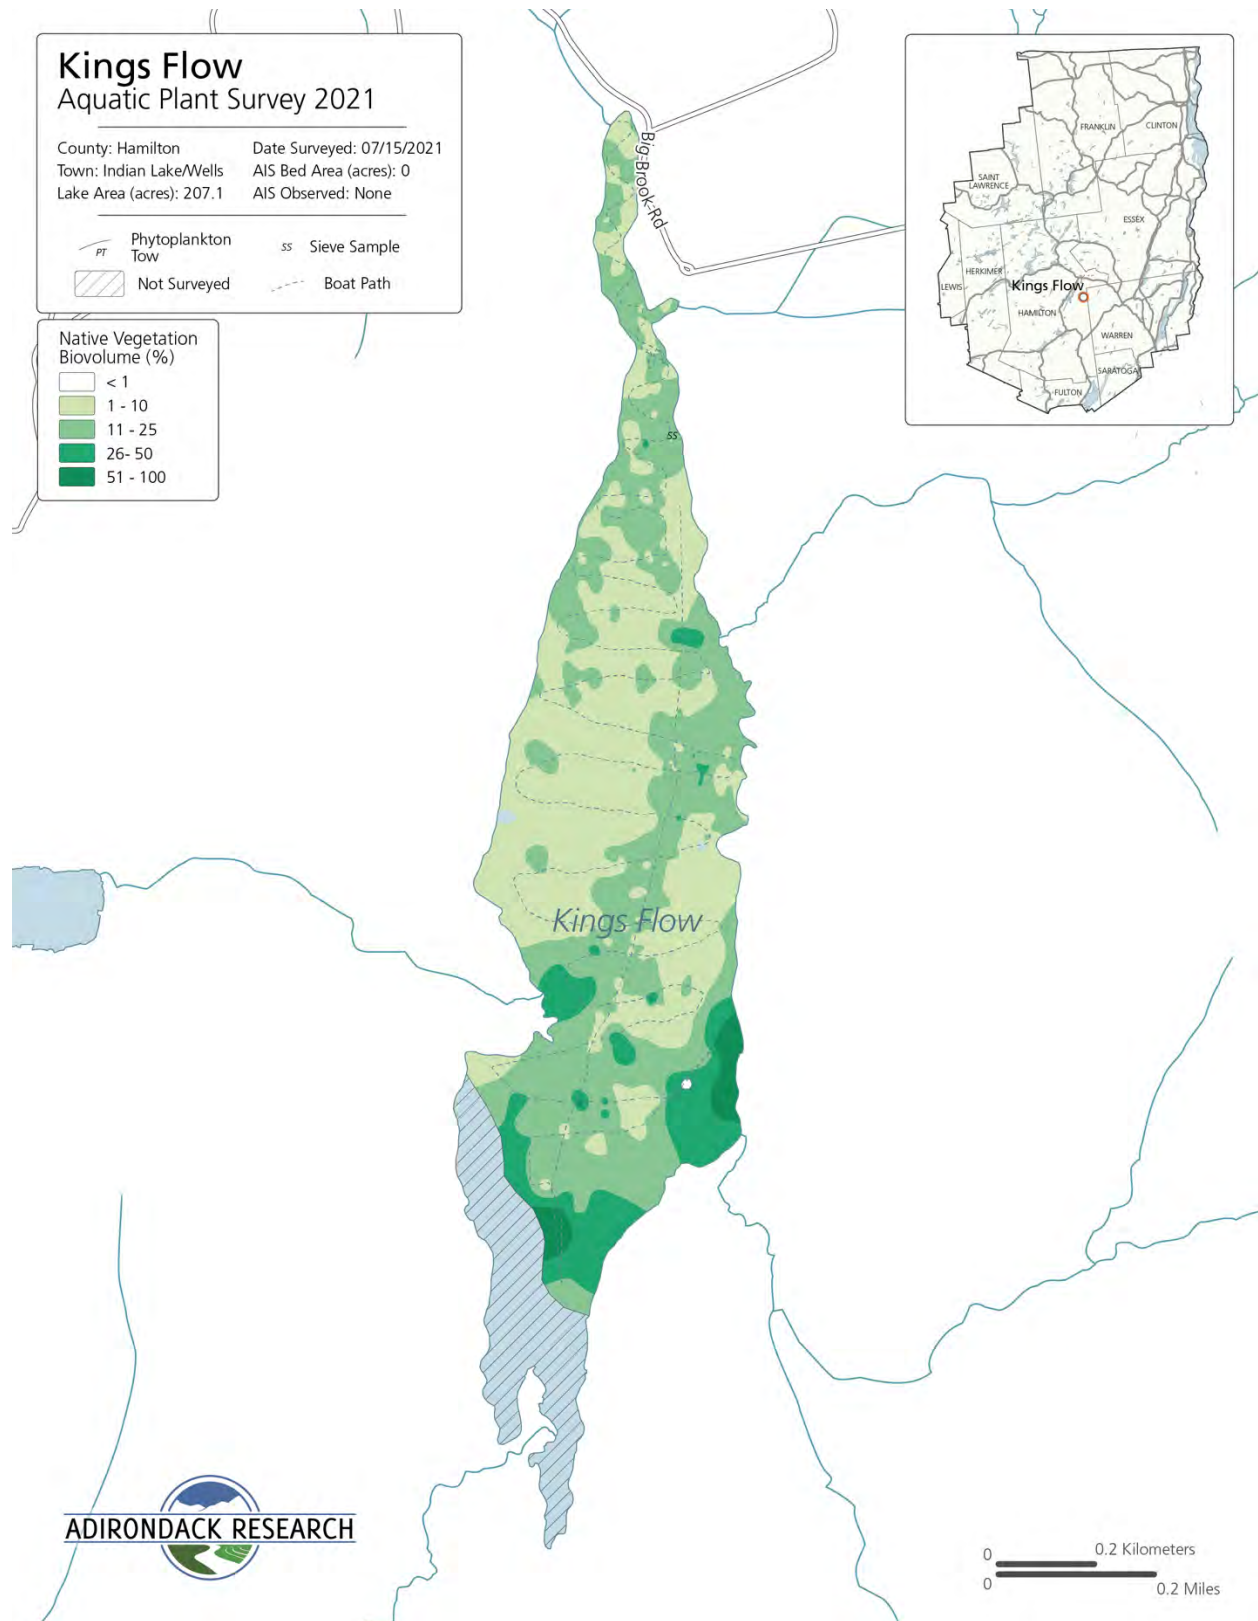 Kings Flow
Aquatic Plant Survey 2021
County: Hamilton
Date Surveyed: 07/15/2021
Town: Indian Lake/Wells
AIS Bed Area (acres): 0
Lake Area (acres): 207.1
AIS Observed: None
PT
Phytoplankton
Tow
ss
Sieve Sample
Not Surveyed
Boat Path
Native Vegetation
Biovolume (%)
< 1
1 - 10
11 - 25
26- 50
51 - 100
Big Brook Rd
ss
Kings Flow
FRANKLIN
CLINTON
SAINT
LAWRENCE
ESSEX
HERKIMER
LEWIS
Kings Flow
HAMILTON
WARREN
SARATOGA
FULTON
ADIRONDACK RESEARCH
0
0.2 Kilometers
0
0.2 Miles